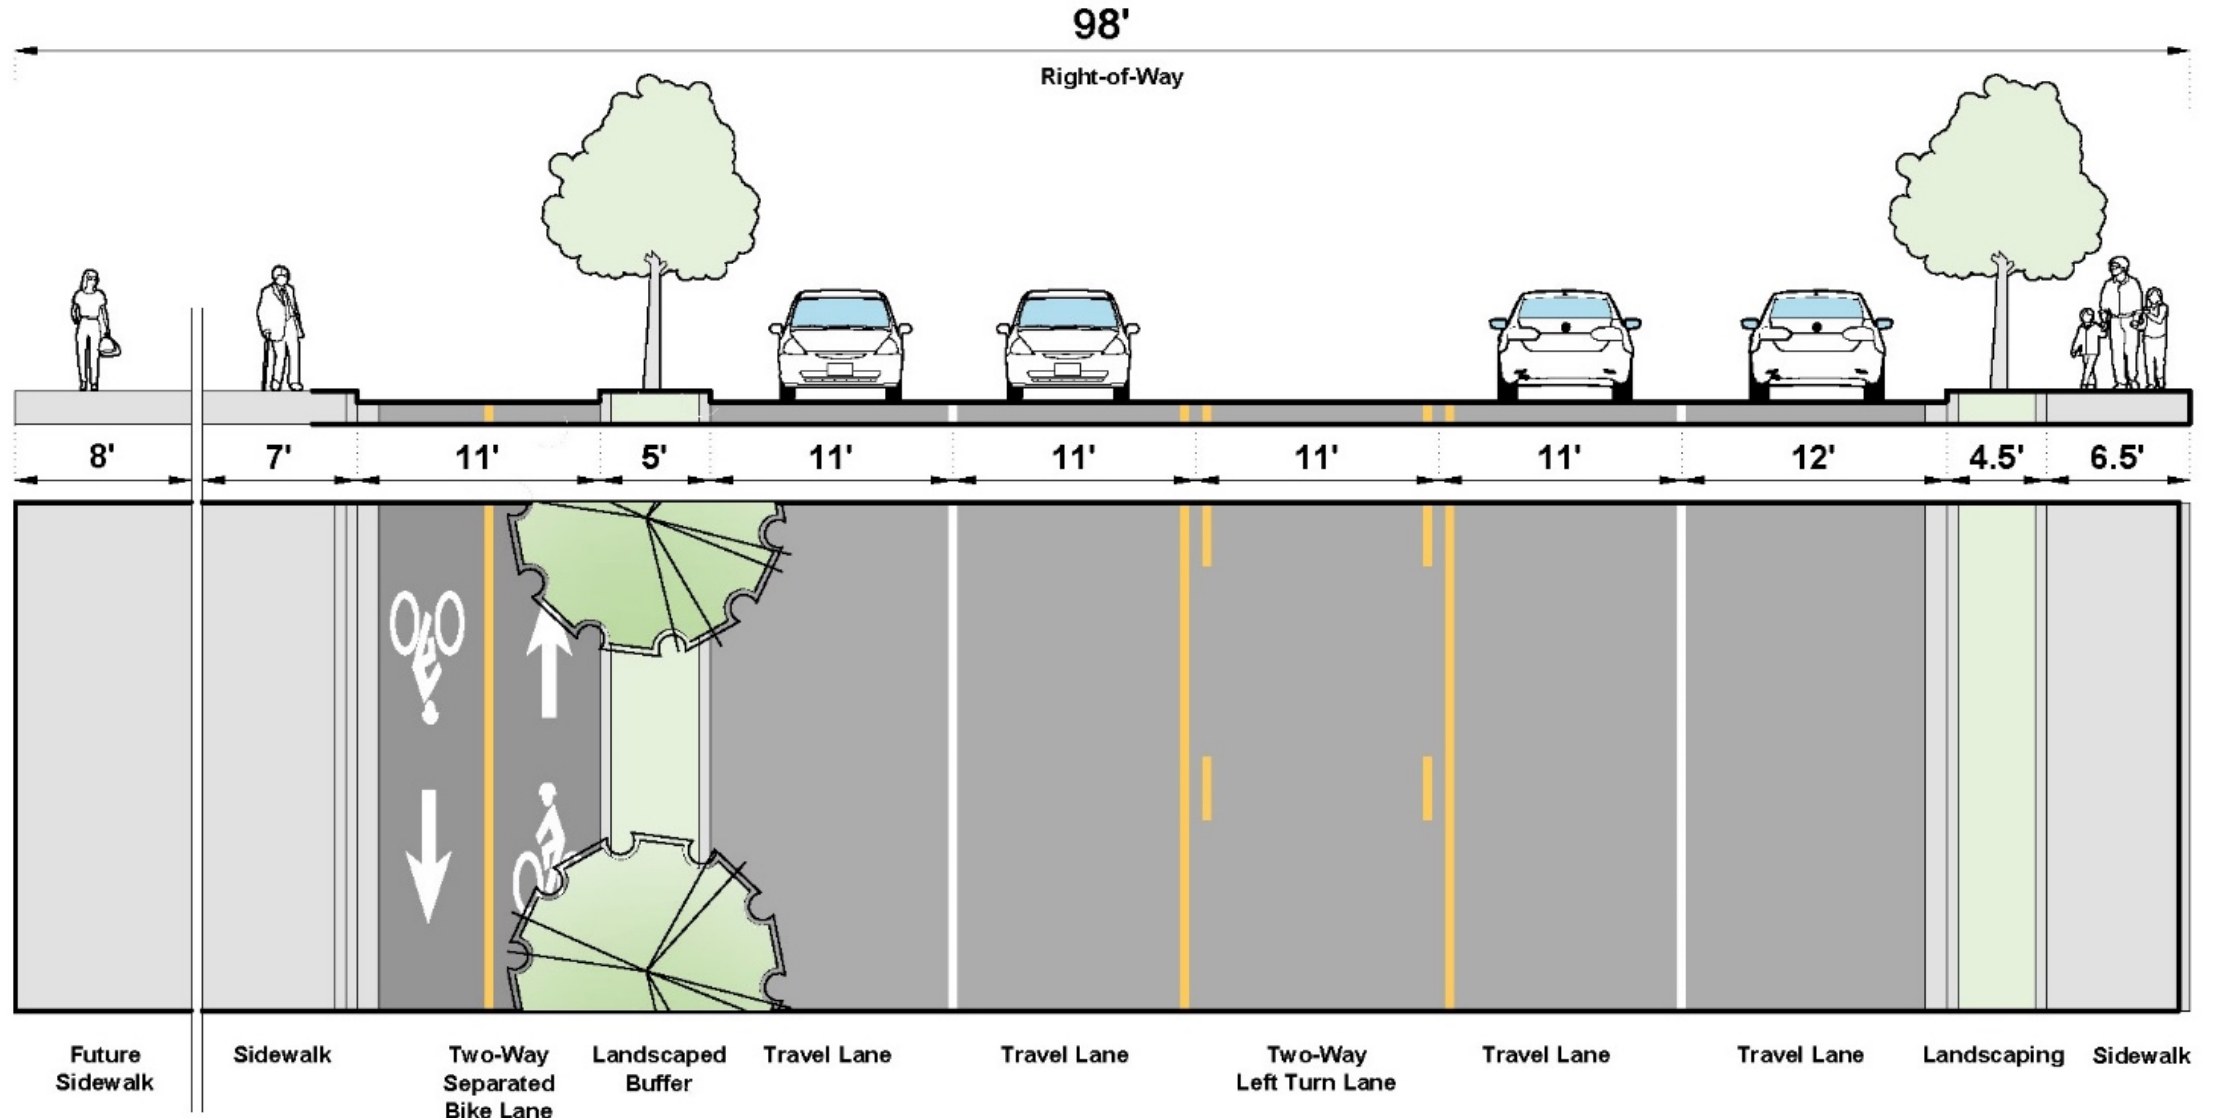 98'
Right-of-Way
8' 7' 11' 5' 11' 11' 11' 11' 12' 4.5' 6.5'
Future
Sidewalk
Sidewalk
Two-Way
Separated
Bike Lane
Landscaped
Buffer
Travel Lane
Travel Lane
Two-Way
Left Turn Lane
Travel Lane
Travel Lane
Landscaping
Sidewalk